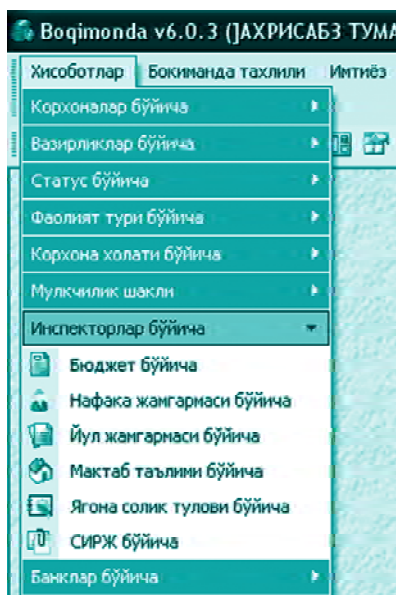 Boqimonda v6.0.3 (]АХРИСАБЗ ТУМА
Хисоботлар Бокиманда тахлили Имтиёз
Корхоналар бўйича
Вазирликлар бўйича
Статус бўйича
Фаолият тури бўйича
Корхона холати бўйича
Мулкчилик шакли
Инспекторлар бўйича
Бюджет бўйича
Нафака жамгармаси бўйича
Йул жамгармаси бўйича
Мактаб таълими бўйича
Ягона солик тулови бўйича
СИРЖ бўйича
Банклар бўйича